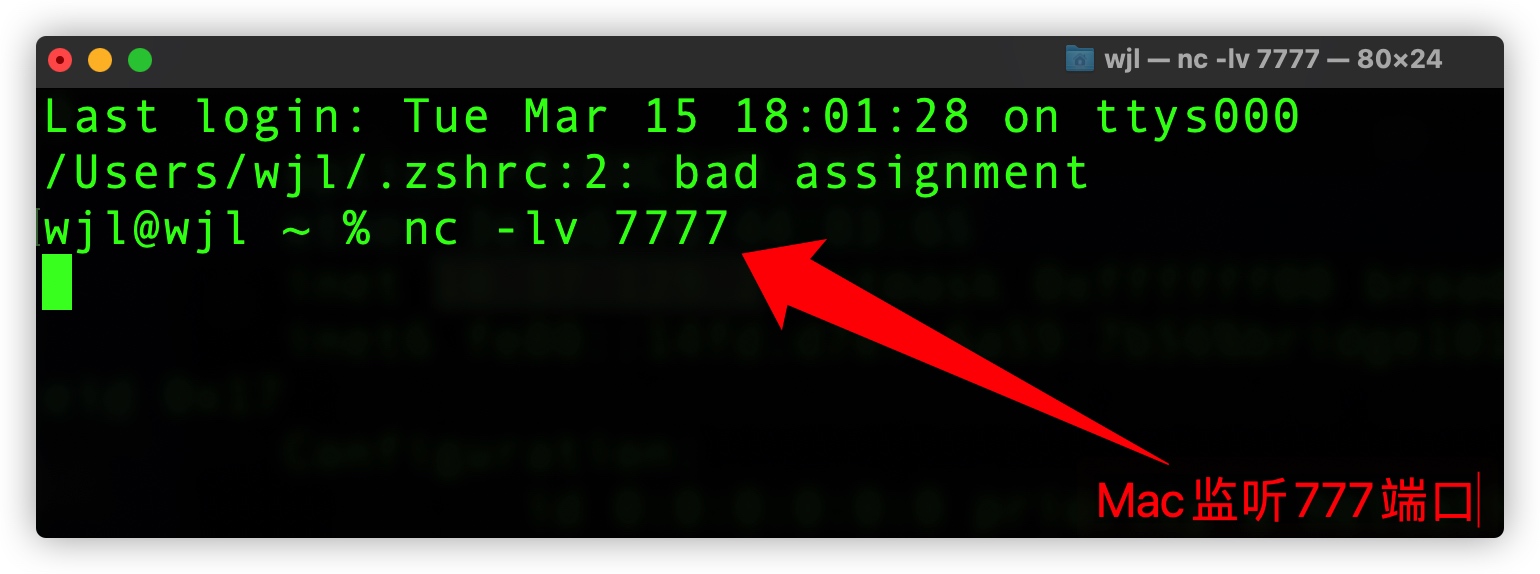 wjl — nc -lv 7777 — 80×24
Last login: Tue Mar 15 18:01:28 on ttys000
/Users/wjl/.zshrc:2: bad assignment
wjl@wjl ~ % nc -lv 7777
Mac监听777端口